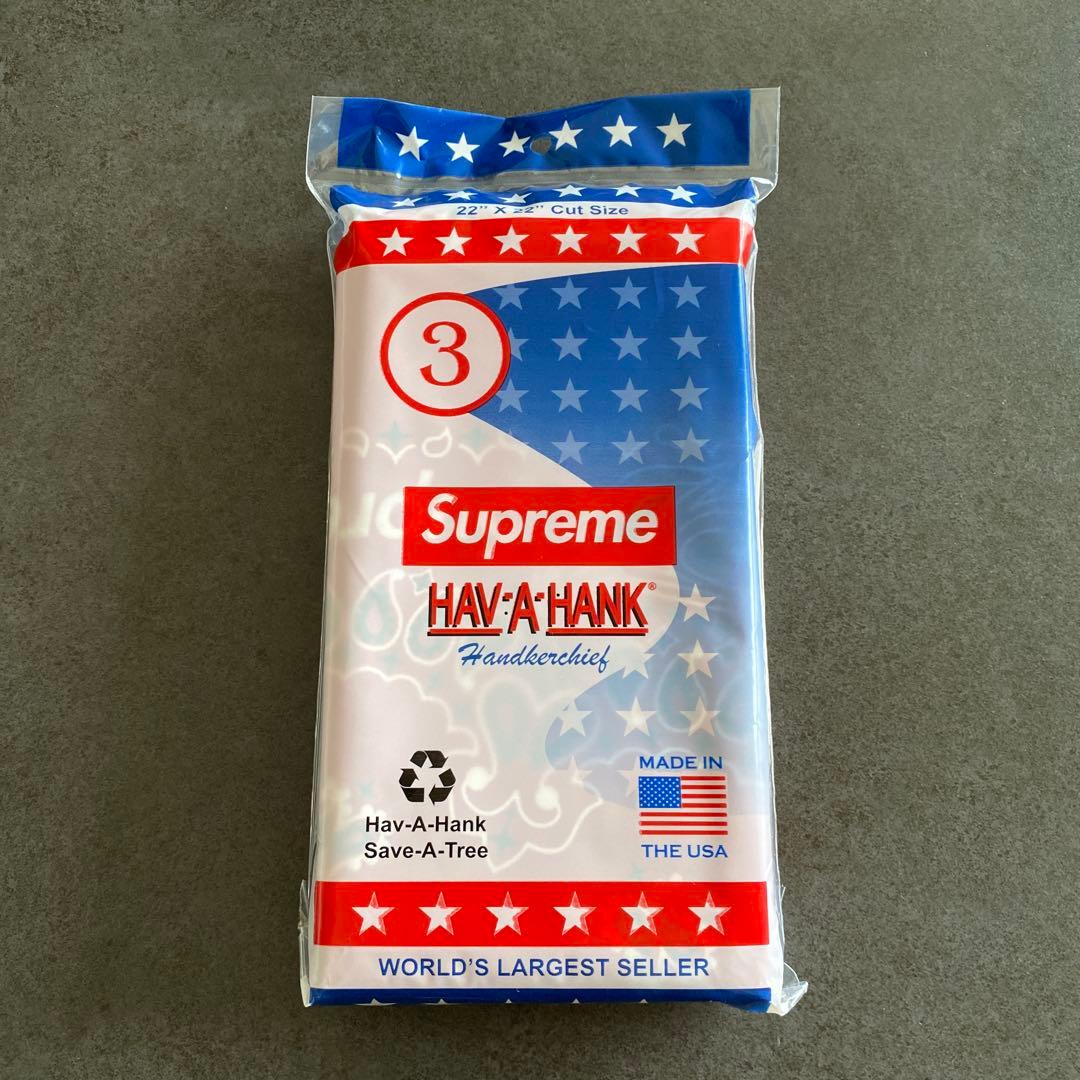 22” X 22” Cut Size
3
Supreme
HAV-A-HANK®
Handkerchief
MADE IN
Hav-A-Hank
Save-A-Tree
THE USA
WORLD’S LARGEST SELLER